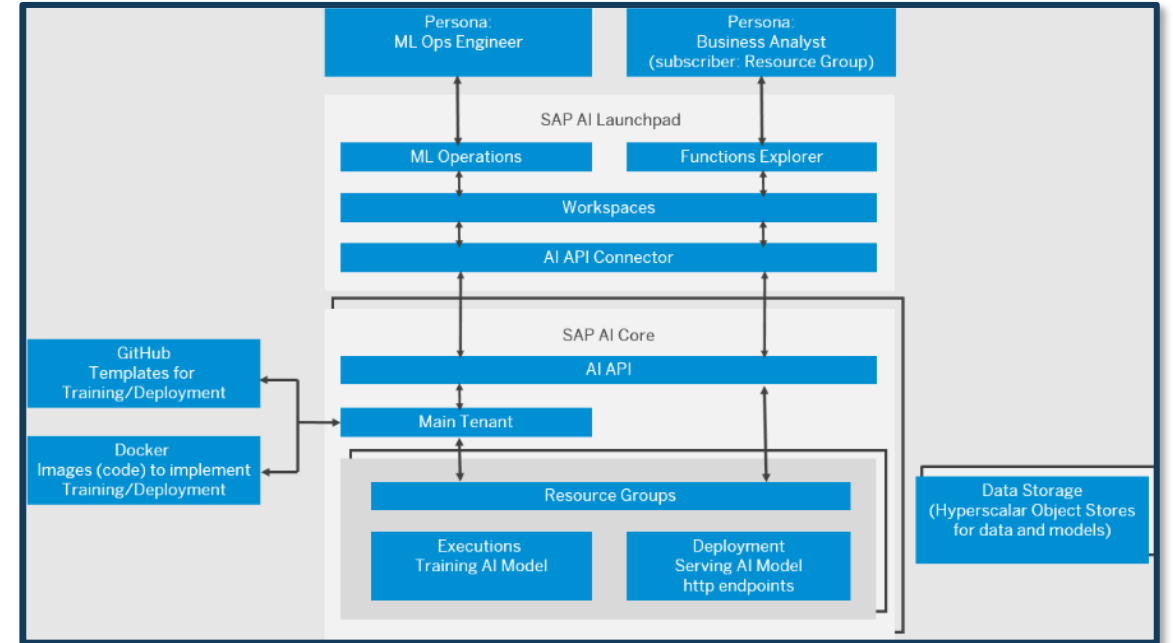 Persona:
ML Ops Engineer
Persona:
Business Analyst
(subscriber: Resource Group)
SAP AI Launchpad
ML Operations
Functions Explorer
Workspaces
AI API Connector
SAP AI Core
AI API
GitHub
Templates for
Training/Deployment
Main Tenant
Docker
Images (code) to implement
Training/Deployment
Resource Groups
Executions
Training AI Model
Deployment
Serving AI Model
http endpoints
Data Storage
(Hyperscalar Object Stores
for data and models)